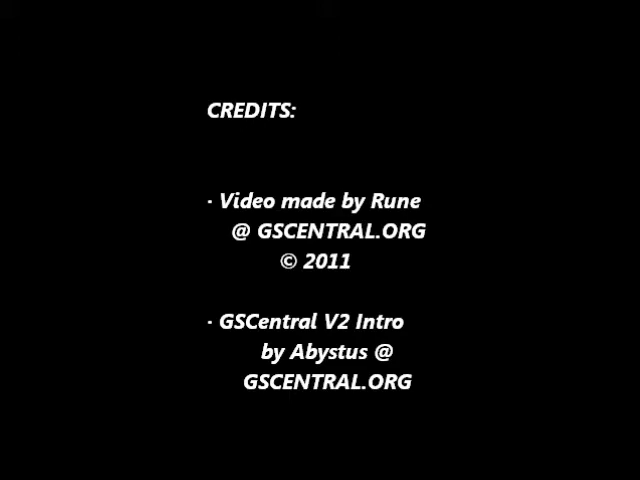 CREDITS:
· Video made by Rune
@ GSCENTRAL.ORG
© 2011
· GSCentral V2 Intro
by Abystus @
GSCENTRAL.ORG